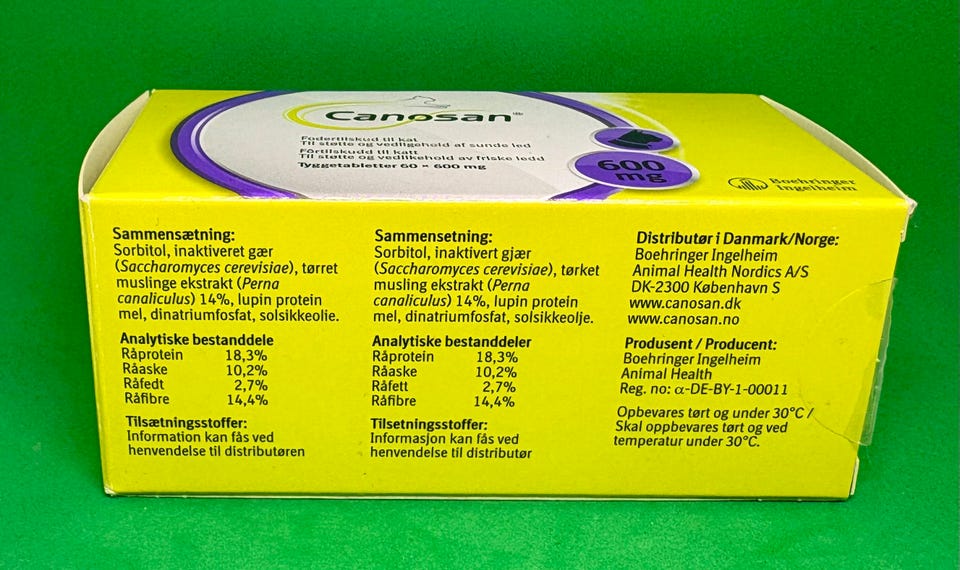 Canosan®
Fodertilskud til kat
Til støtte og vedligehold af sunde led
Fôrtilskudd til katt
Til støtte og vedlikehold av friske ledd
Tyggetabletter 60 × 600 mg
600
mg
Boehringer
Ingelheim
Sammensætning:
Sorbitol, inaktiveret gær
(Saccharomyces cerevisiae), tørret
muslinge ekstrakt (Perna
canaliculus) 14%, lupin protein
mel, dinatriumfosfat, solsikkeolie.
Analytiske bestanddele
Råprotein 18,3%
Råaske 10,2%
Råfedt 2,7%
Råfibre 14,4%
Tilsætningsstoffer:
Information kan fås ved
henvendelse til distributøren
Sammensetning:
Sorbitol, inaktivert gjær
(Saccharomyces cerevisiae), tørket
musling ekstrakt (Perna
canaliculus) 14%, lupin protein
mel, dinatriumfosfat, solsikkeolje.
Analytiske bestanddeler
Råprotein 18,3%
Råaske 10,2%
Råfett 2,7%
Råfibre 14,4%
Tilsetningsstoffer:
Informasjon kan fås ved
henvendelse til distributør
Distributør i Danmark/Norge:
Boehringer Ingelheim
Animal Health Nordics A/S
DK-2300 København S
www.canosan.dk
www.canosan.no
Produsent / Producent:
Boehringer Ingelheim
Animal Health
Reg. no: α-DE-BY-1-00011
Opbevares tørt og under 30°C /
Skal oppbevares tørt og ved
temperatur under 30°C.